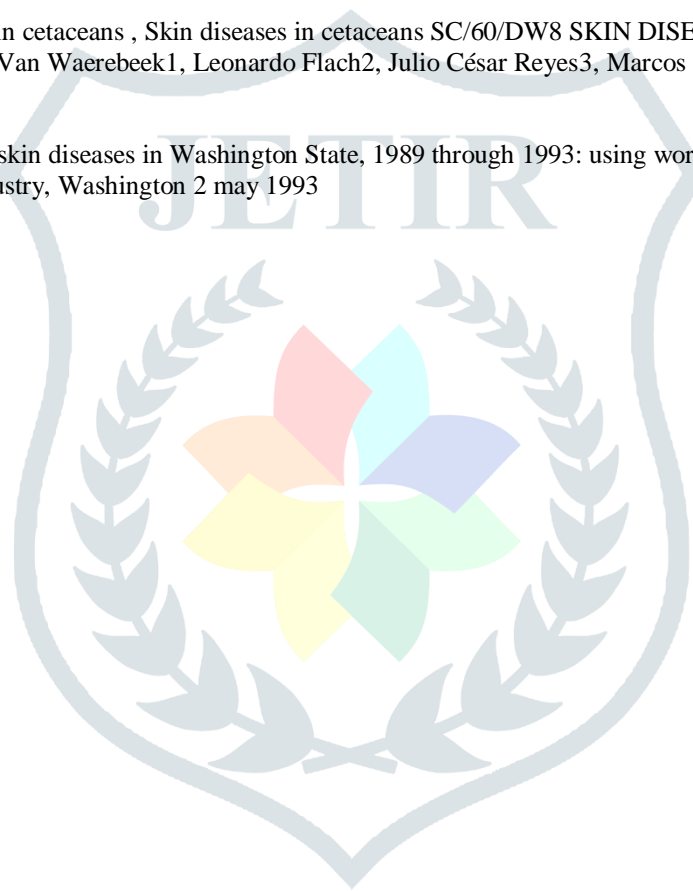 in cetaceans , Skin diseases in cetaceans SC/60/DW8 SKIN DISE
Van Waerebeek1, Leonardo Flach2, Julio César Reyes3, Marcos
skin diseases in Washington State, 1989 through 1993: using wor
ustry, Washington 2 may 1993
JETIR